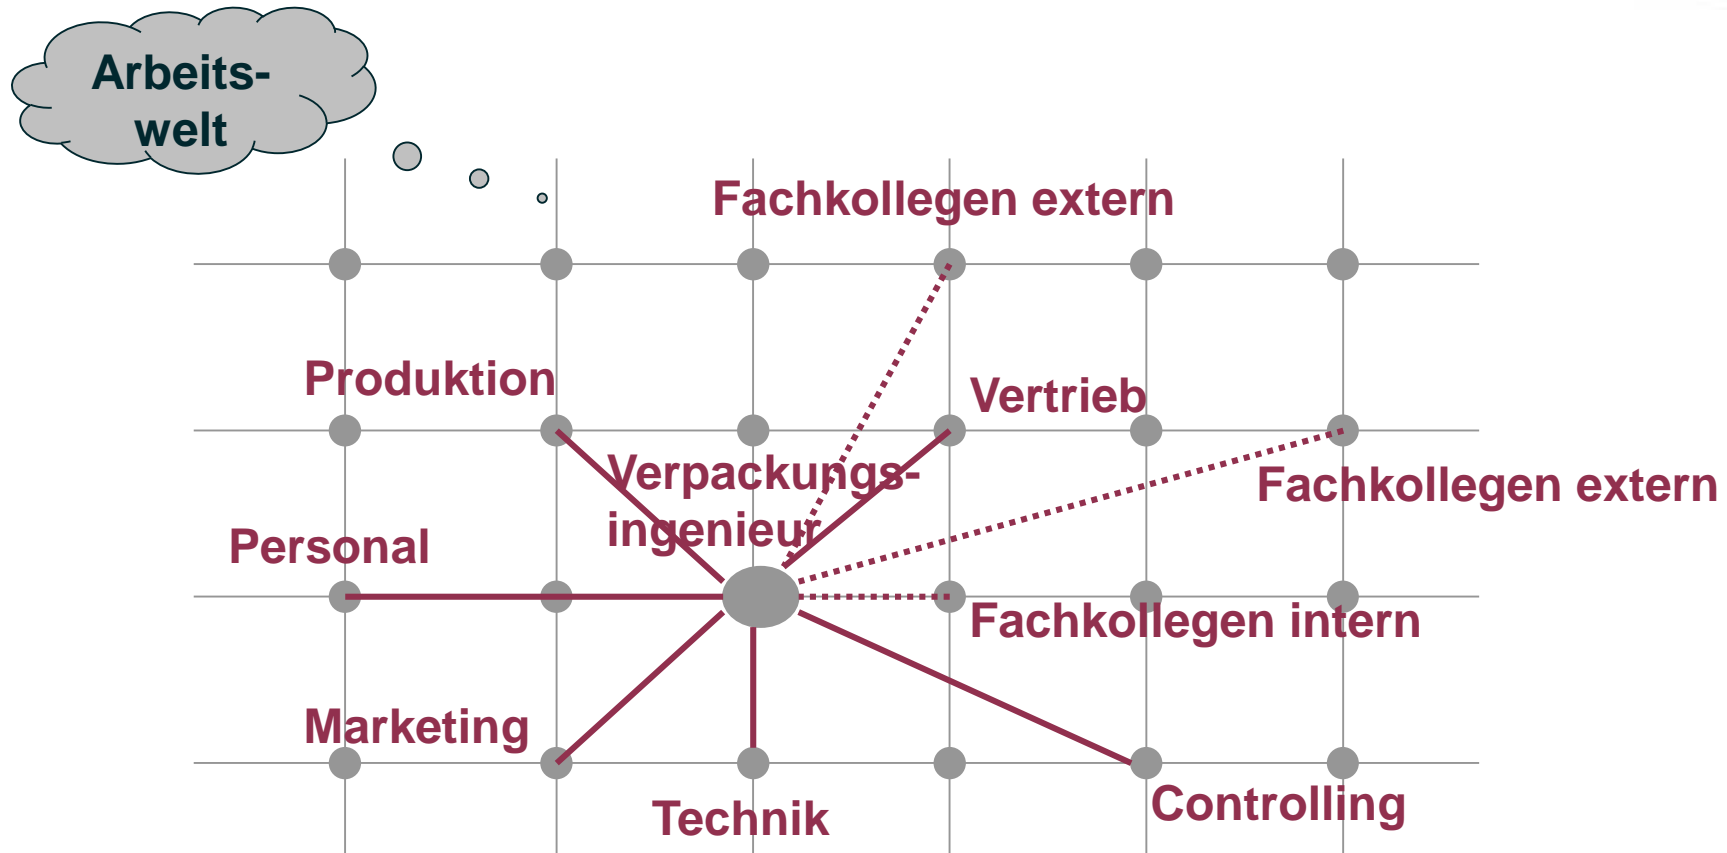 Arbeits-
welt
Fachkollegen extern
Produktion
Vertrieb
Verpackungs-
ingenieur
Fachkollegen extern
Personal
Fachkollegen intern
Marketing
Technik
Controlling